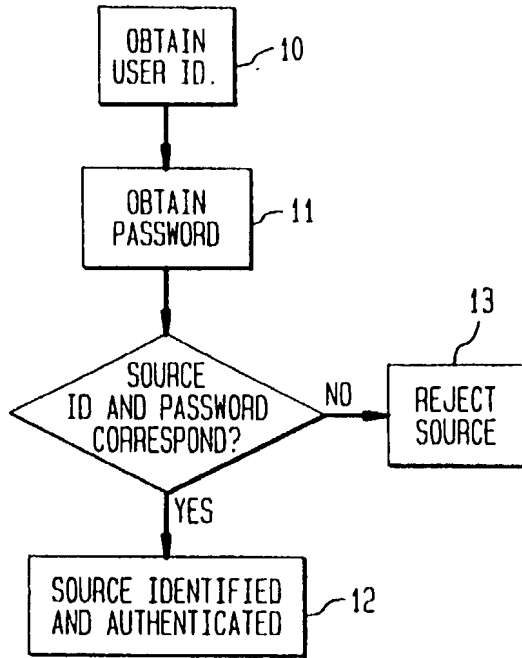 OBTAIN
USER ID.
10
OBTAIN
PASSWORD
11
SOURCE
ID AND PASSWORD
CORRESPOND?
NO
13
REJECT
SOURCE
YES
SOURCE IDENTIFIED
AND AUTHENTICATED
12